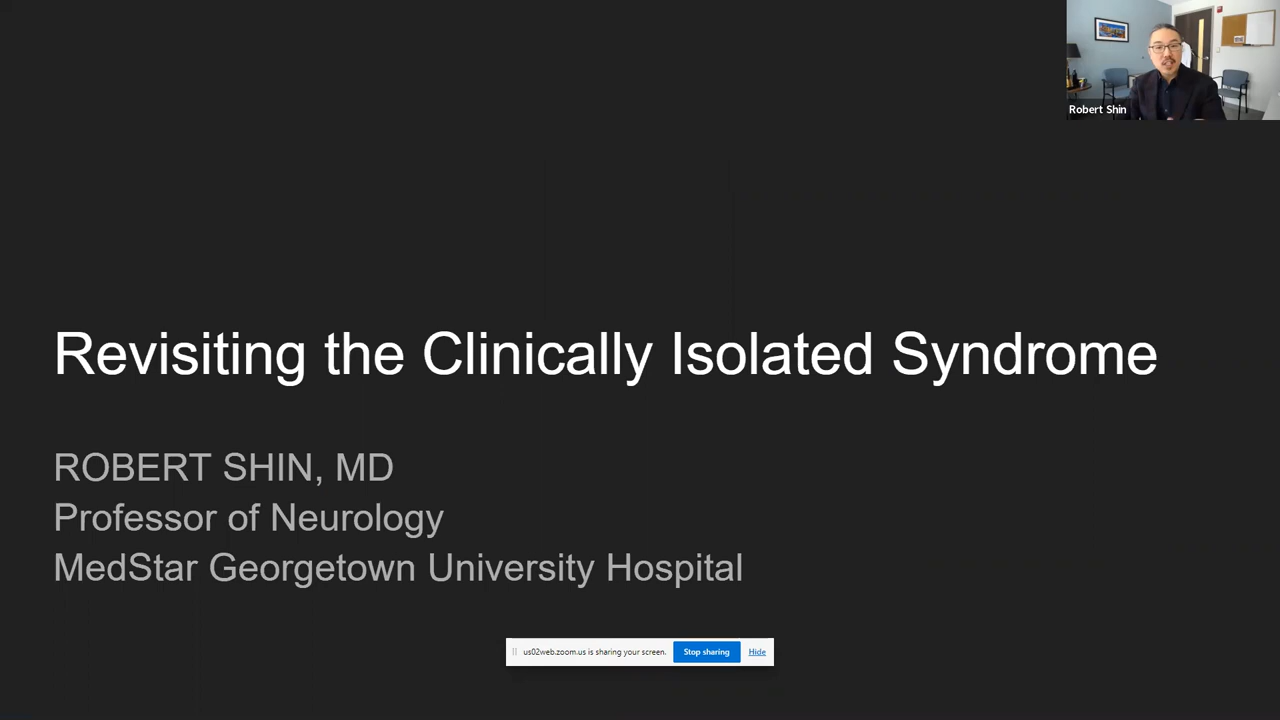 Robert Shin
Revisiting the Clinically Isolated Syndrome
ROBERT SHIN, MD
Professor of Neurology
MedStar Georgetown University Hospital
us02web.zoom.us is sharing your screen. Stop sharing Hide